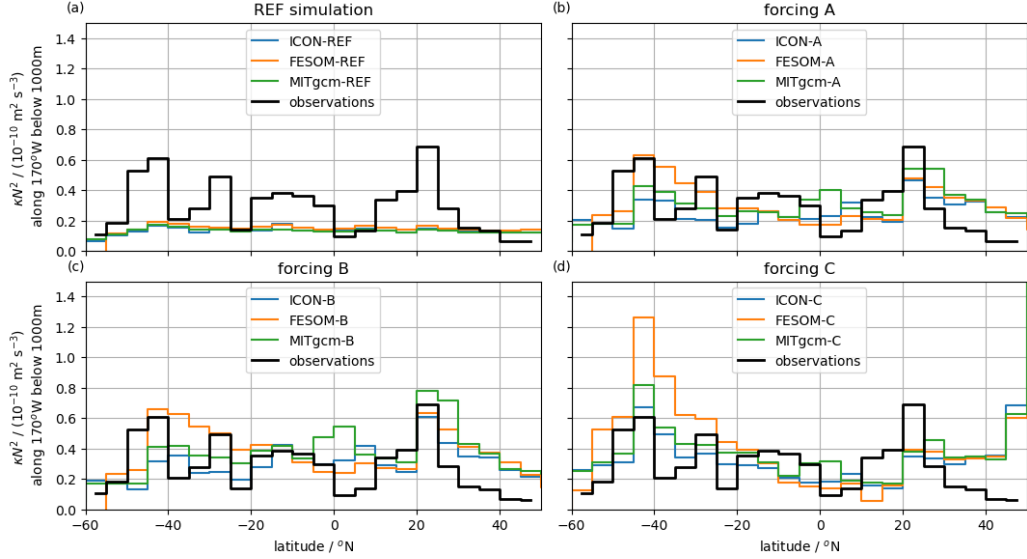 (a) REF simulation
1.4
1.2
1.0
0.8
0.6
0.4
0.2
0.0
κN² / (10⁻¹⁰ m² s⁻³)
along 170°W below 1000m
ICON-REF
FESOM-REF
MITgcm-REF
observations
(b) forcing A
ICON-A
FESOM-A
MITgcm-A
observations
(c) forcing B
1.4
1.2
1.0
0.8
0.6
0.4
0.2
0.0
κN² / (10⁻¹⁰ m² s⁻³)
along 170°W below 1000m
ICON-B
FESOM-B
MITgcm-B
observations
−60 −40 −20 0 20 40
latitude / °N
(d) forcing C
ICON-C
FESOM-C
MITgcm-C
observations
−60 −40 −20 0 20 40
latitude / °N